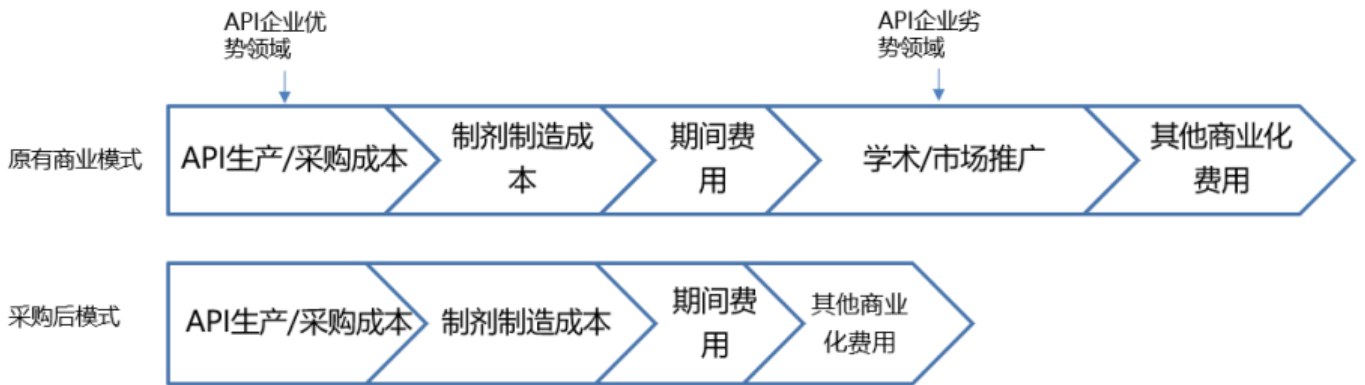 API企业优
势领域
API企业劣
势领域
原有商业模式
API生产/采购成本
制剂制造成
本
期间费
用
学术/市场推广
其他商业化
费用
采购后模式
API生产/采购成本
制剂制造成本
期间费
用
其他商业
化费用